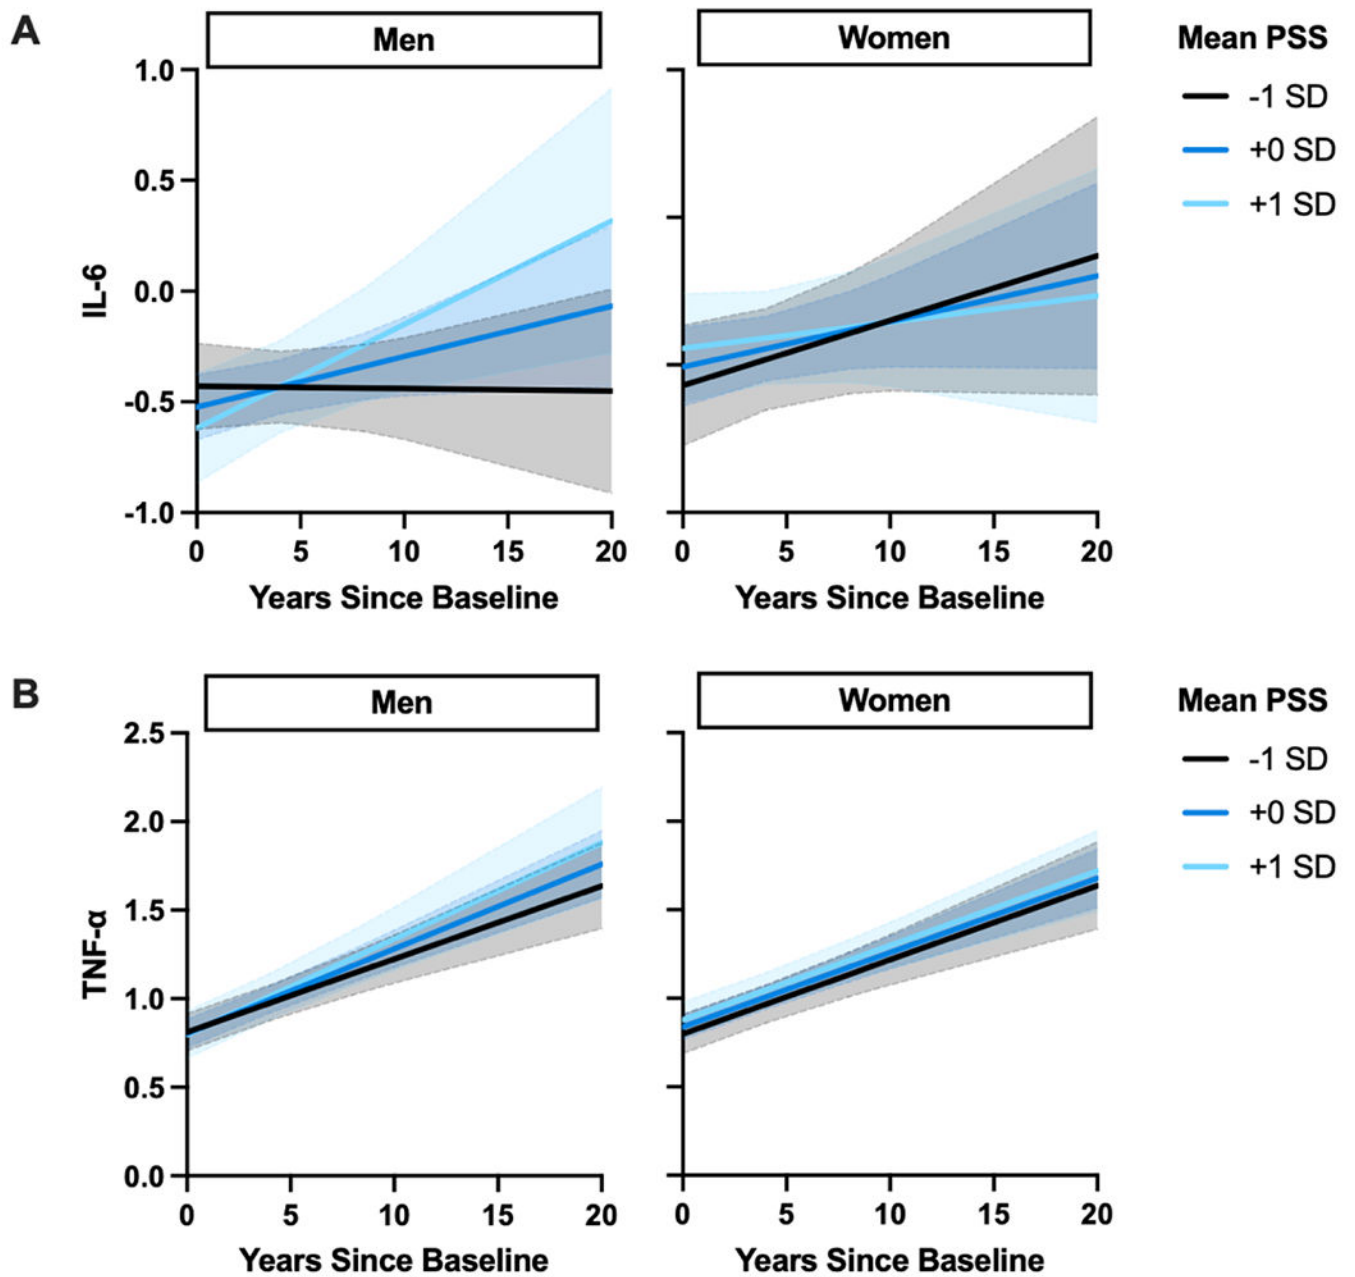 A
Men
Women
Mean PSS
-1 SD
+0 SD
+1 SD
IL-6
1.0
0.5
0.0
-0.5
-1.0
0 5 10 15 20
0 5 10 15 20
Years Since Baseline
Years Since Baseline
B
Men
Women
Mean PSS
-1 SD
+0 SD
+1 SD
TNF-α
2.5
2.0
1.5
1.0
0.5
0.0
0 5 10 15 20
0 5 10 15 20
Years Since Baseline
Years Since Baseline